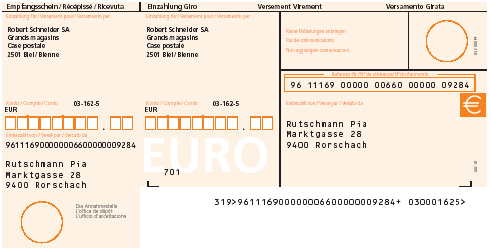 Empfangsschein / Récépissé / Ricevuta
Einzahlung Giro
Versement Virement
Versamento Girata
Einzahlung für / Versement pour / Versamento per
Robert Schneider SA
Grands magasins
Case postale
2501 Biel / Bienne
Einzahlung für / Versement pour / Versamento per
Robert Schneider SA
Grands magasins
Case postale
2501 Biel / Bienne
Keine Mitteilungen anbringen
Pas de communications
Non aggiungete comunicazioni
Referenz-Nr./N° de référence/N° di riferimento
96 11169 00000 00660 00000 09284
Konto / Compte / Conto
03-162-5
EUR
Konto / Compte / Conto
03-162-5
EUR
Einbezahlt von / Versé par / Versato da
961116900000006600000009284
Rutschmann Pia
Marktgasse 28
9400 Rorschach
Einbezahlt von / Versé par / Versato da
Rutschmann Pia
Marktgasse 28
9400 Rorschach
€
EURO
701
Die Annahmestelle
L'office de dépôt
L'ufficio d'accettazione
319>961116900000006600000009284+ 030001625>